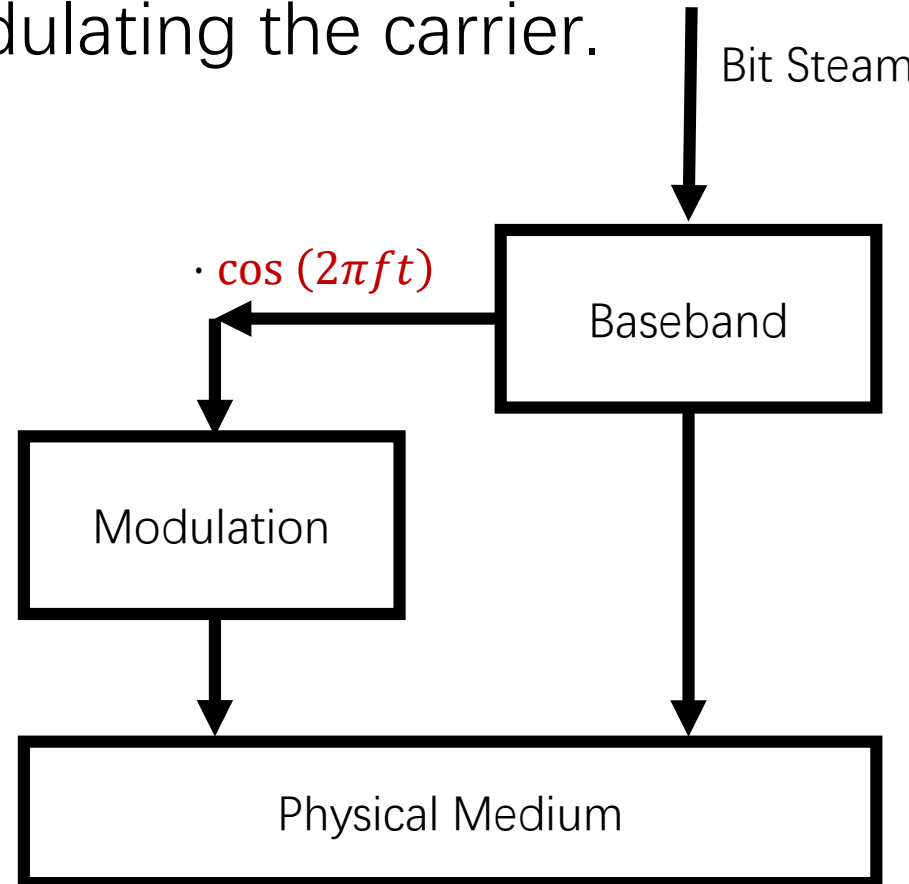 dulating the carrier.
Bit Steam
· cos (2πft)
Baseband
Modulation
Physical Medium